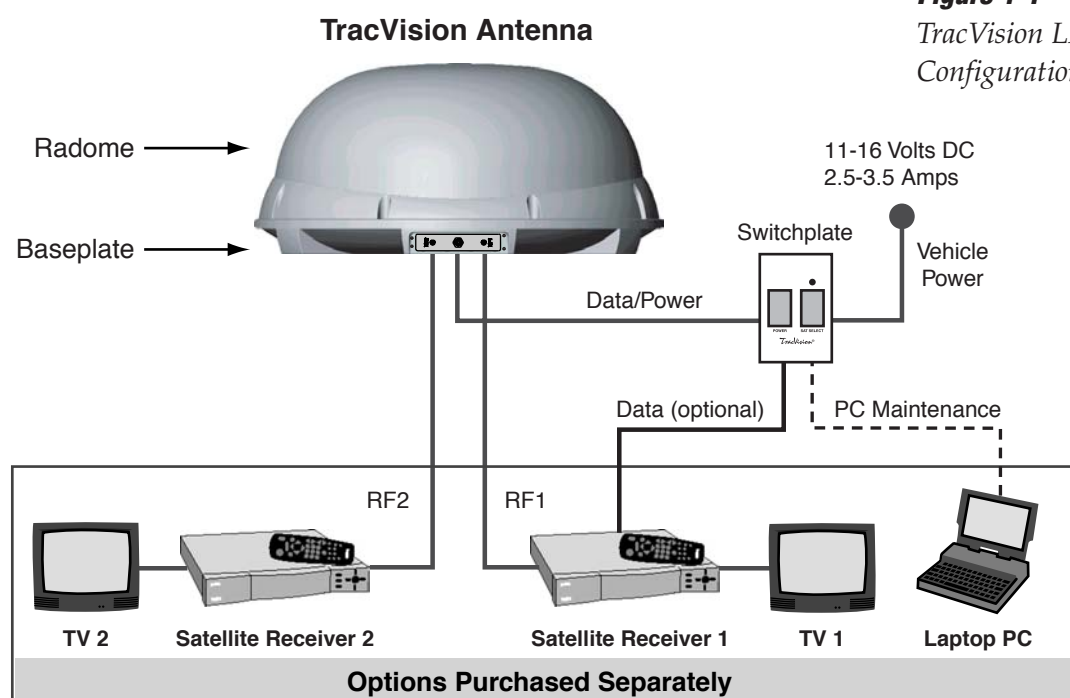 Figure 1-1
TracVision L
Configuration
TracVision Antenna
Radome
Baseplate
11-16 Volts DC
2.5-3.5 Amps
Switchplate
Vehicle
Power
Data/Power
POWER
SAT SELECT
TracVision®
Data (optional)
PC Maintenance
RF2
RF1
TV 2
Satellite Receiver 2
Satellite Receiver 1
TV 1
Laptop PC
Options Purchased Separately